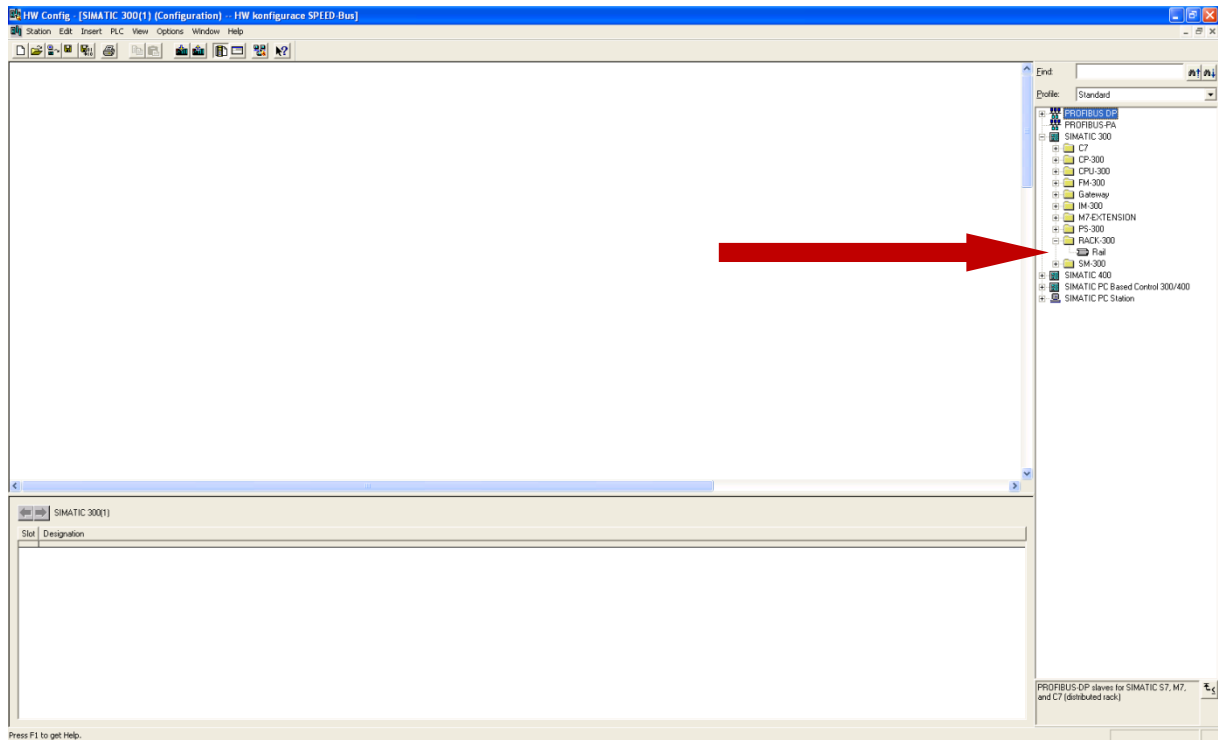 HW Config - [SIMATIC 300(1) (Configuration) -- HW konfigurace SPEED-Bus]
Station Edit Insert PLC View Options Window Help
Find:
Profile: Standard
PROFIBUS DP
PROFIBUS-PA
SIMATIC 300
C7
CP-300
CPU-300
FM-300
Gateway
IM-300
M7-EXTENSION
PS-300
RACK-300
Rail
SM-300
SIMATIC 400
SIMATIC PC Based Control 300/400
SIMATIC PC Station
SIMATIC 300(1)
Slot Designation
PROFIBUS-DP slaves for SIMATIC S7, M7,
and C7 (distributed rack)
Press F1 to get Help.